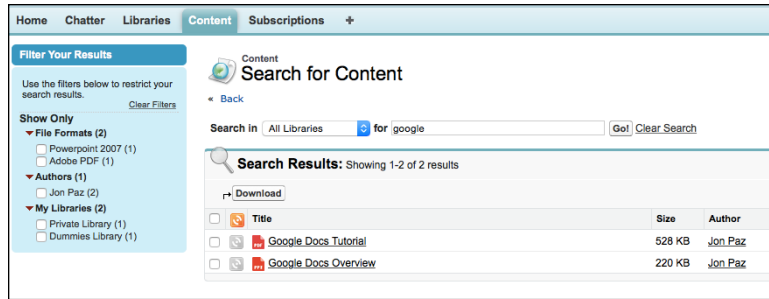 Home Chatter Libraries Content Subscriptions +
Filter Your Results
Use the filters below to restrict your
search results.
Clear Filters
Show Only
File Formats (2)
Powerpoint 2007 (1)
Adobe PDF (1)
Authors (1)
Jon Paz (2)
My Libraries (2)
Private Library (1)
Dummies Library (1)
Content
Search for Content
« Back
Search in All Libraries for google Go! Clear Search
Search Results: Showing 1-2 of 2 results
Download
Title Size Author
Google Docs Tutorial 528 KB Jon Paz
Google Docs Overview 220 KB Jon Paz